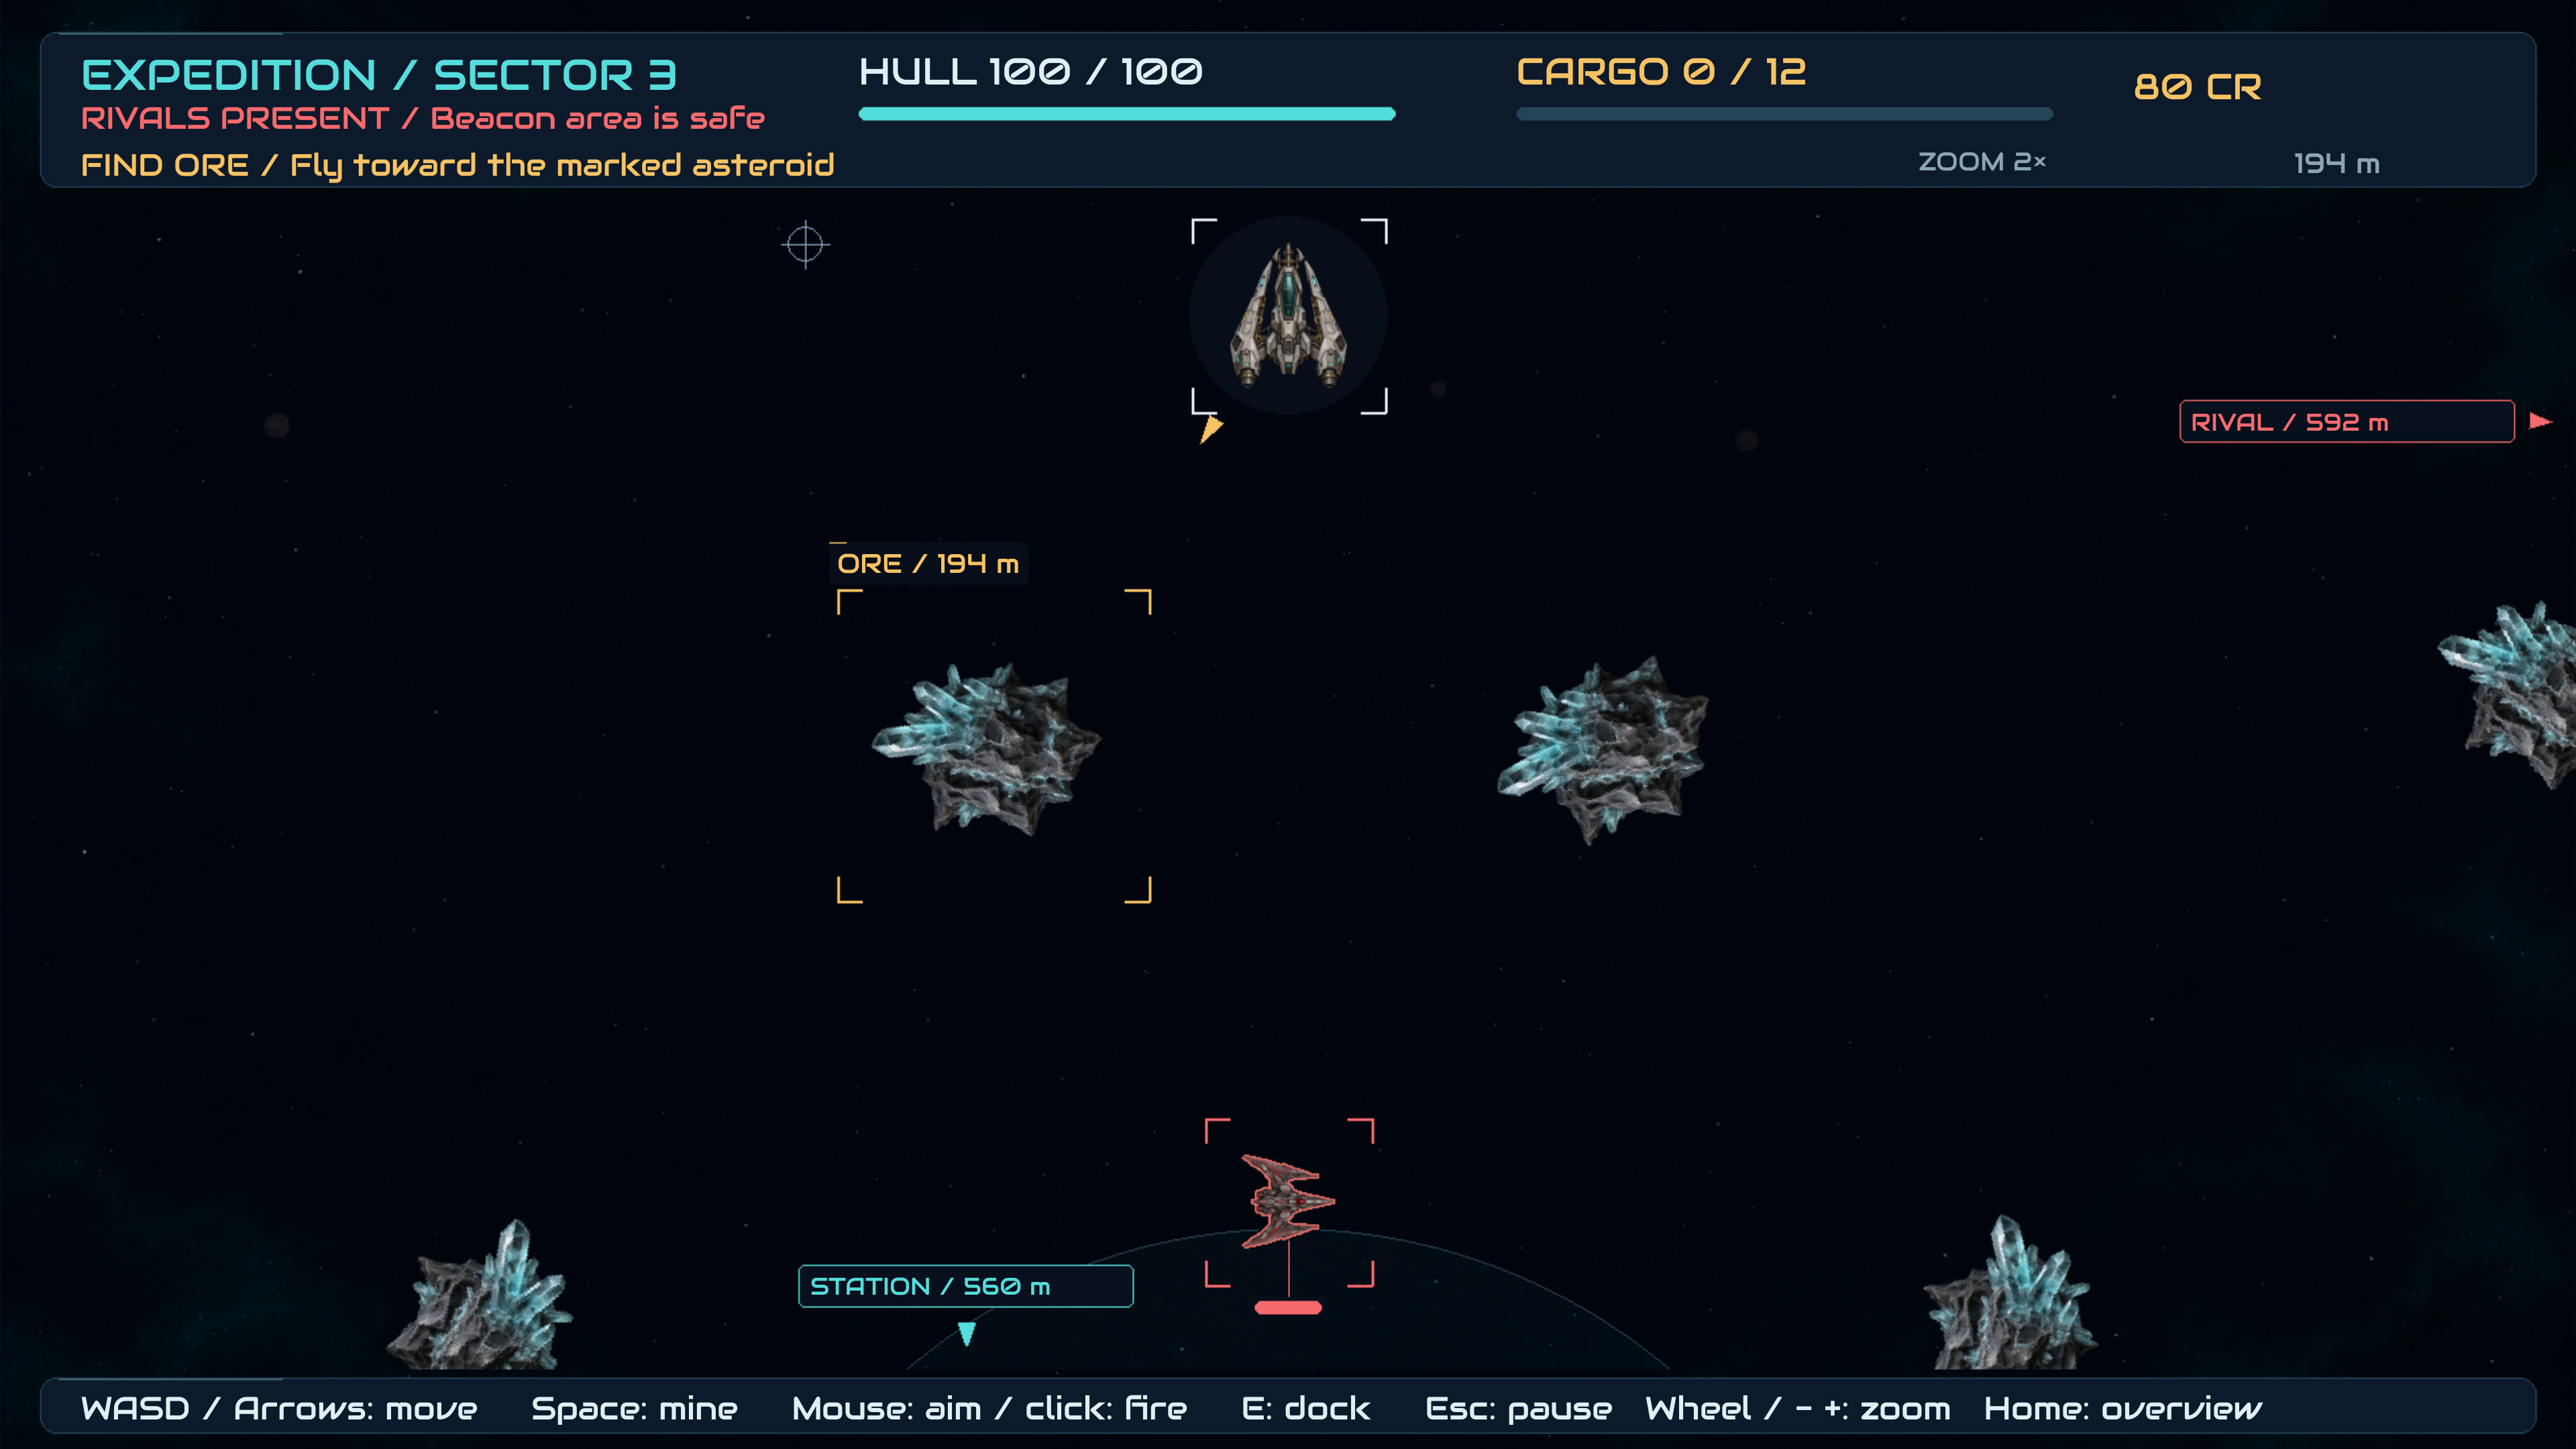 EXPEDITION / SECTOR 3
RIVALS PRESENT / Beacon area is safe
FIND ORE / Fly toward the marked asteroid
HULL 100 / 100
CARGO 0 / 12
80 CR
ZOOM 2×
194 m
RIVAL / 592 m
ORE / 194 m
STATION / 560 m
WASD / Arrows: move Space: mine Mouse: aim / click: fire E: dock Esc: pause Wheel / - +: zoom Home: overview